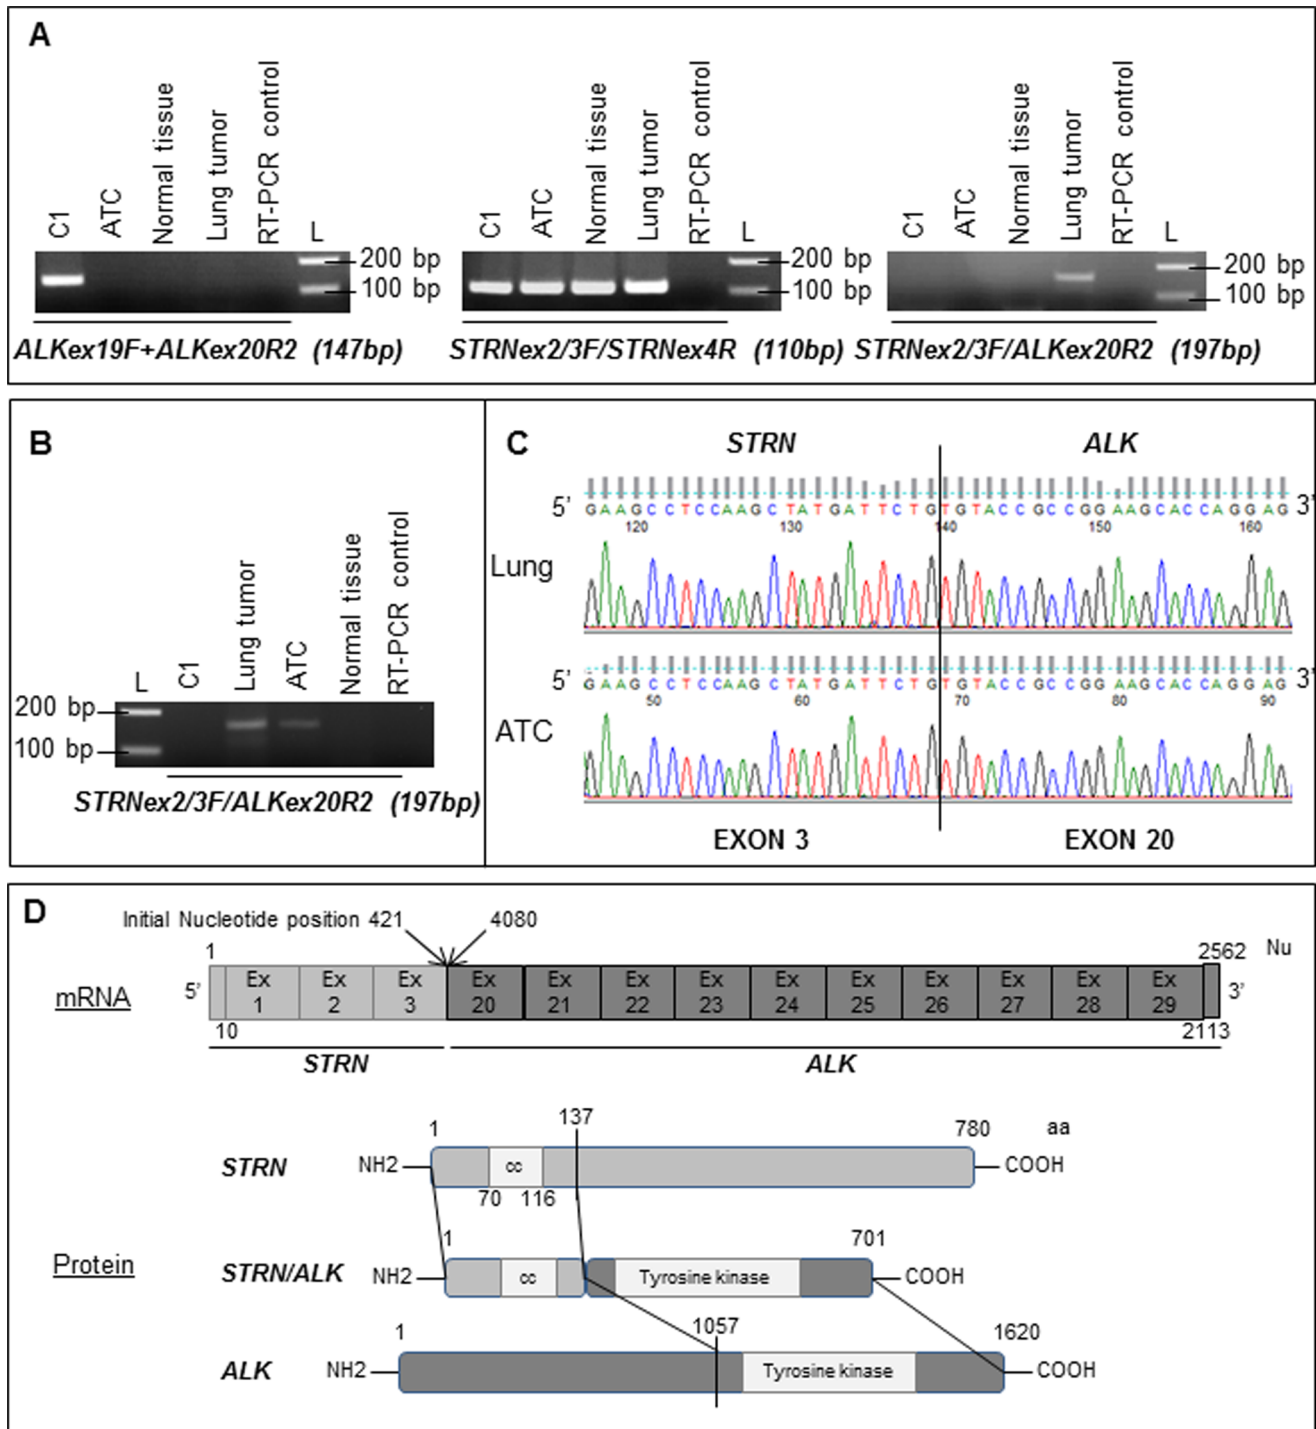 A
C1 ATC Normal tissue Lung tumor RT-PCR control L
200 bp
100 bp
ALKex19F+ALKex20R2 (147bp)
C1 ATC Normal tissue Lung tumor RT-PCR control L
200 bp
100 bp
STRNex2/3F/STRNex4R (110bp)
C1 ATC Normal tissue Lung tumor RT-PCR control L
200 bp
100 bp
STRNex2/3F/ALKex20R2 (197bp)
B
L C1 Lung tumor ATC Normal tissue RT-PCR control
200 bp
100 bp
STRNex2/3F/ALKex20R2 (197bp)
C
STRN ALK
5' GAAGCCTCCAAGCTATGATTCTGTGTACCGCCGGAAGCACCAGGAG 3'
120 130 140 150 160
Lung
5' GAAGCCTCCAAGCTATGATTCTGTGTACCGCCGGAAGCACCAGGAG 3'
50 60 70 80 90
ATC
EXON 3 EXON 20
D
Initial Nucleotide position 421 4080
1 2562 Nu
mRNA 5' Ex 1 Ex 2 Ex 3 Ex 20 Ex 21 Ex 22 Ex 23 Ex 24 Ex 25 Ex 26 Ex 27 Ex 28 Ex 29 3'
10 2113
STRN ALK
1 137 780 aa
STRN NH2 cc COOH
70 116
Protein
1 701
STRN/ALK NH2 cc Tyrosine kinase COOH
1 1057 1620
ALK NH2 Tyrosine kinase COOH